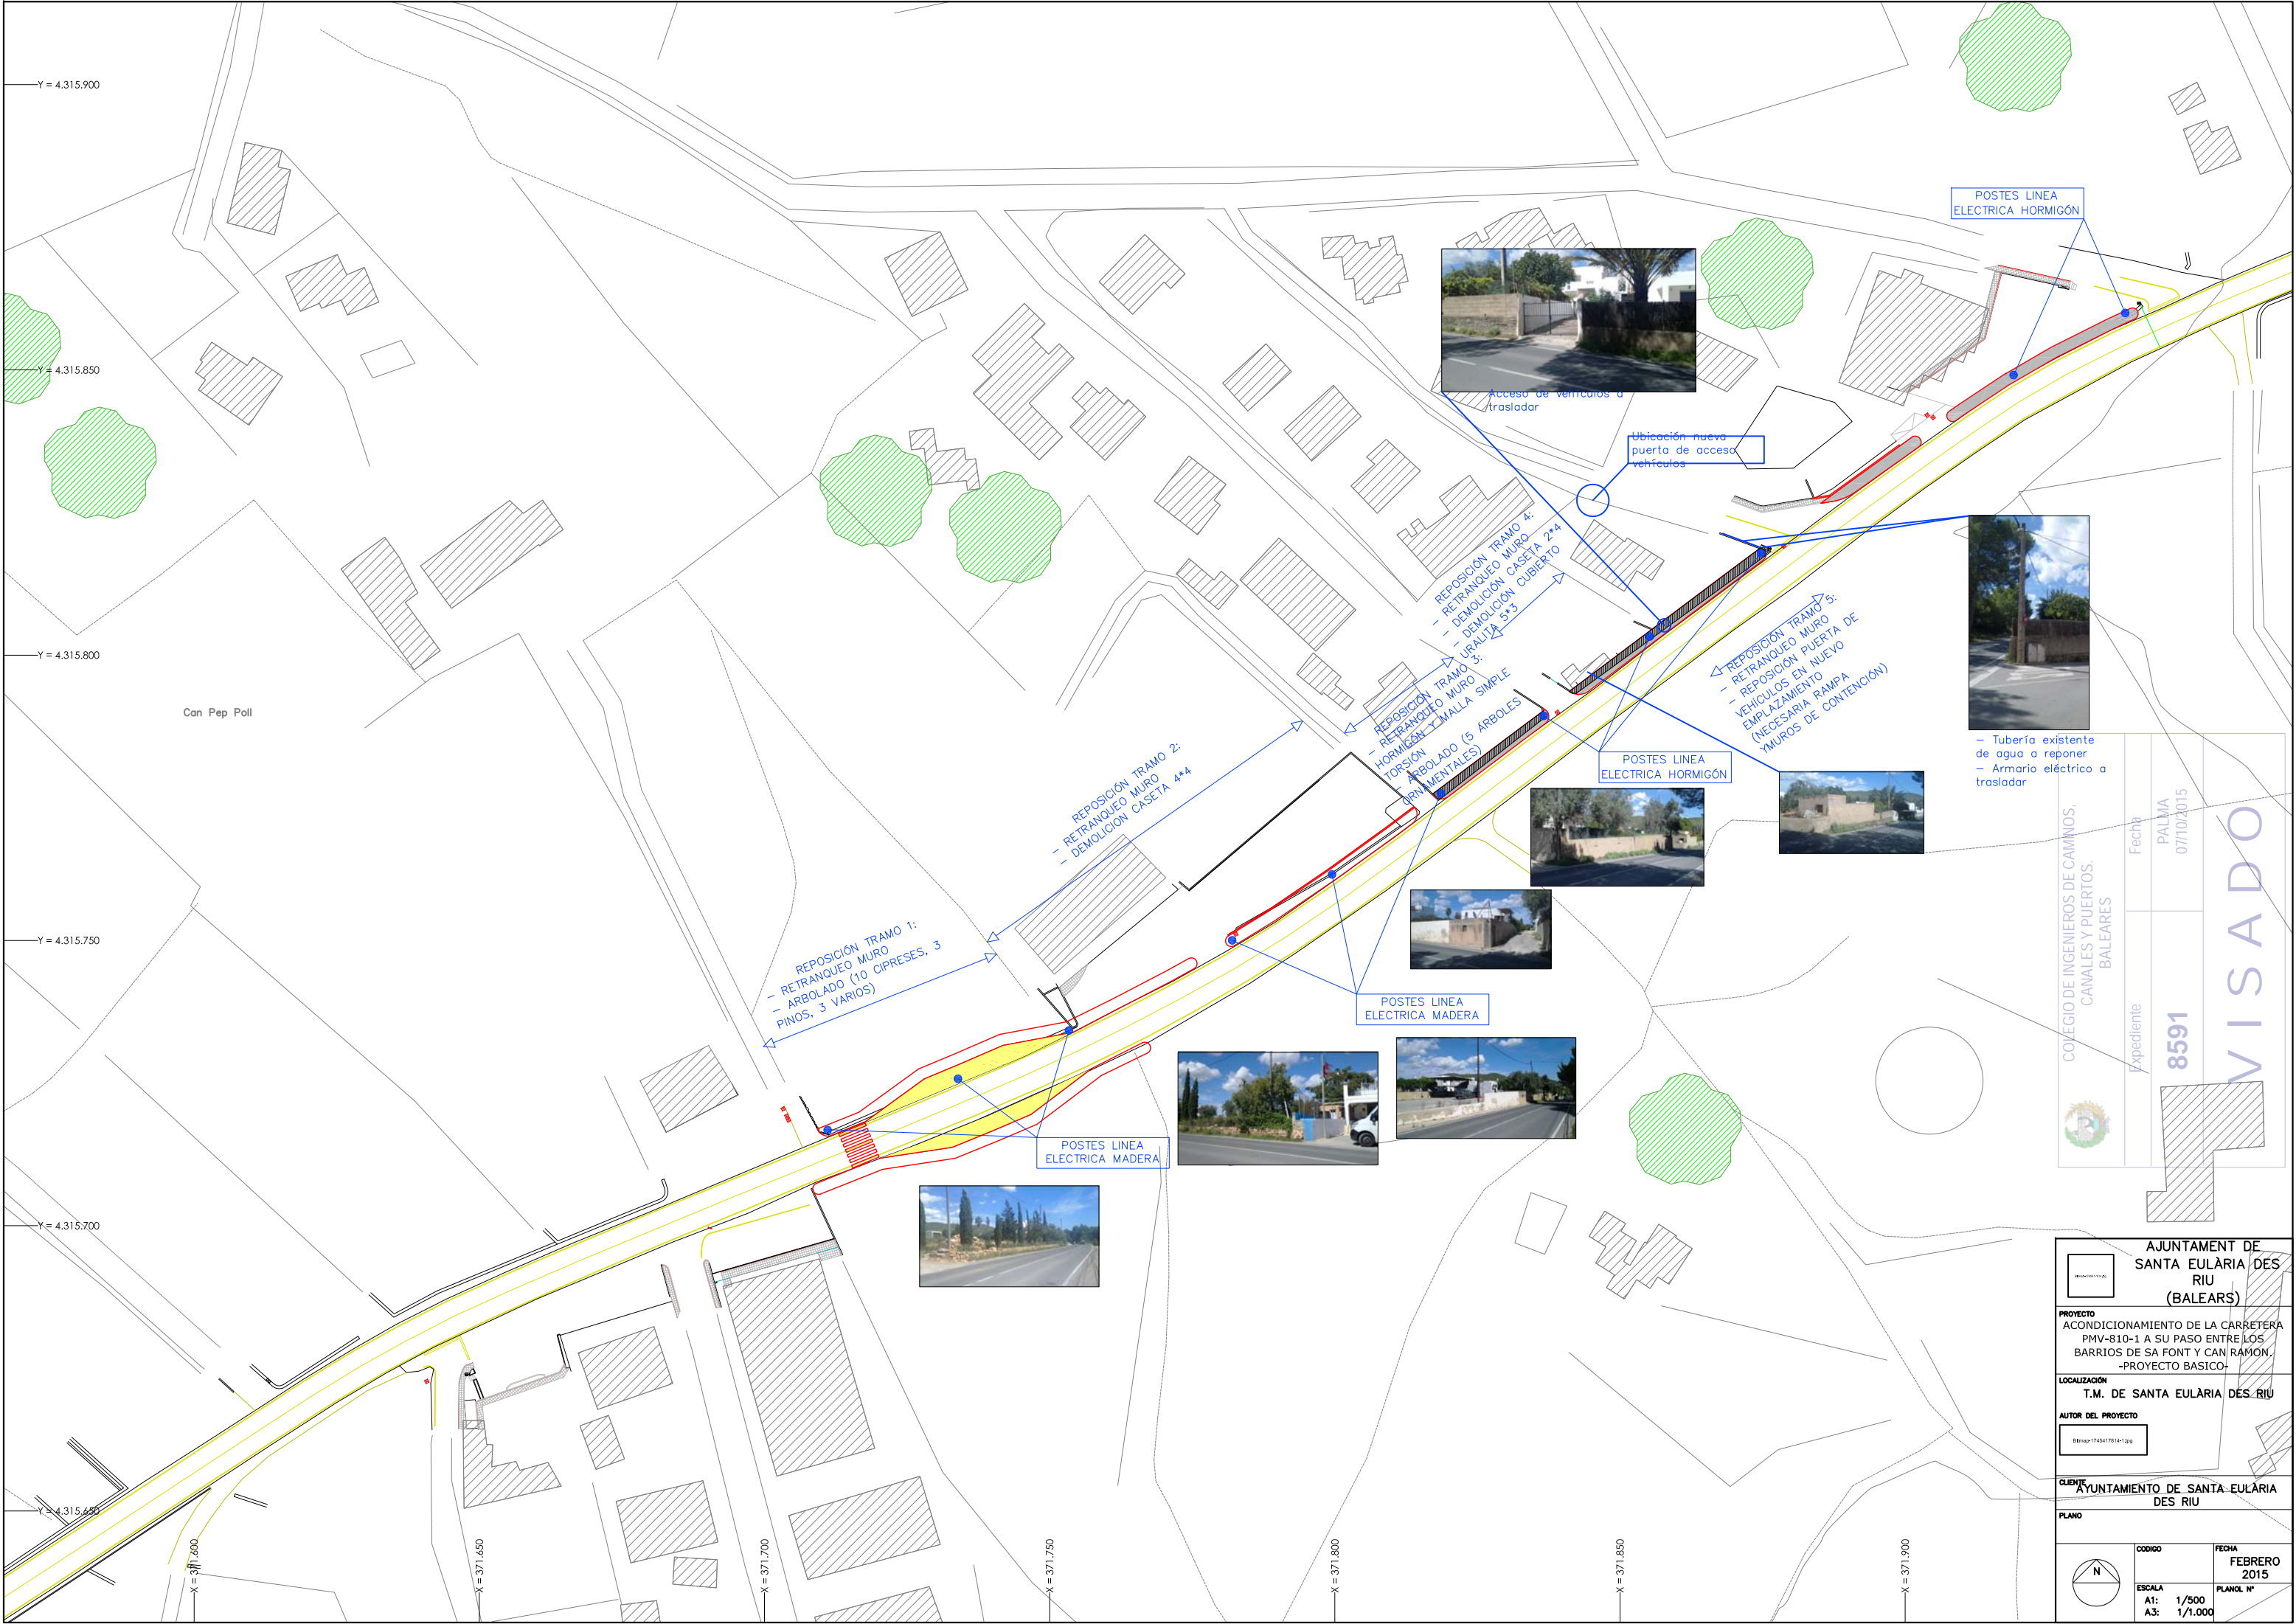 Y = 4.315.900
Y = 4.315.850
Y = 4.315.800
Y = 4.315.750
Y = 4.315.700
Y = 4.315.650
X = 371.600
X = 371.650
X = 371.700
X = 371.750
X = 371.800
X = 371.850
X = 371.900
Can Pep Poll
POSTES LINEA
ELECTRICA HORMIGÓN
Acceso de vehículos a
trasladar
Ubicación nueva
puerta de acceso
vehículos
REPOSICIÓN TRAMO 1:
- RETRANQUEO MURO
- ARBOLADO (10 CIPRESES, 3
PINOS, 3 VARIOS)
REPOSICIÓN TRAMO 2:
- RETRANQUEO MURO
- DEMOLICION CASETA 4*4
REPOSICIÓN TRAMO 3:
- RETRANQUEO MURO
HORMIGÓN Y MALLA SIMPLE
TORSIÓN
- ARBOLADO (5 ÁRBOLES
ORNAMENTALES)
REPOSICIÓN TRAMO 4:
- RETRANQUEO MURO
- DEMOLICIÓN CASETA 2*4
- DEMOLICIÓN CUBIERTO
URALITA 5*3
REPOSICIÓN TRAMO 5:
- RETRANQUEO MURO
- REPOSICIÓN PUERTA DE
VEHÍCULOS EN NUEVO
EMPLAZAMIENTO
(NECESARIA RAMPA
YMUROS DE CONTENCIÓN)
- Tubería existente
de agua a reponer
- Armario eléctrico a
trasladar
POSTES LINEA
ELECTRICA HORMIGÓN
POSTES LINEA
ELECTRICA MADERA
POSTES LINEA
ELECTRICA MADERA
COLEGIO DE INGENIEROS DE CAMINOS,
CANALES Y PUERTOS.
BALEARES
Expediente
Fecha
8591
PALMA
07/10/2015
VISADO
AJUNTAMENT DE
SANTA EULÀRIA DES
RIU
(BALEARS)
PROYECTO
ACONDICIONAMIENTO DE LA CARRETERA
PMV-810-1 A SU PASO ENTRE LOS
BARRIOS DE SA FONT Y CAN RAMON.
-PROYECTO BASICO-
LOCALIZACIÓN
T.M. DE SANTA EULÀRIA DES RIU
AUTOR DEL PROYECTO
CLIENTE
AYUNTAMIENTO DE SANTA EULÀRIA
DES RIU
PLANO
N
CODIGO
FECHA
FEBRERO
2015
ESCALA
A1: 1/500
A3: 1/1.000
PLANOL Nº